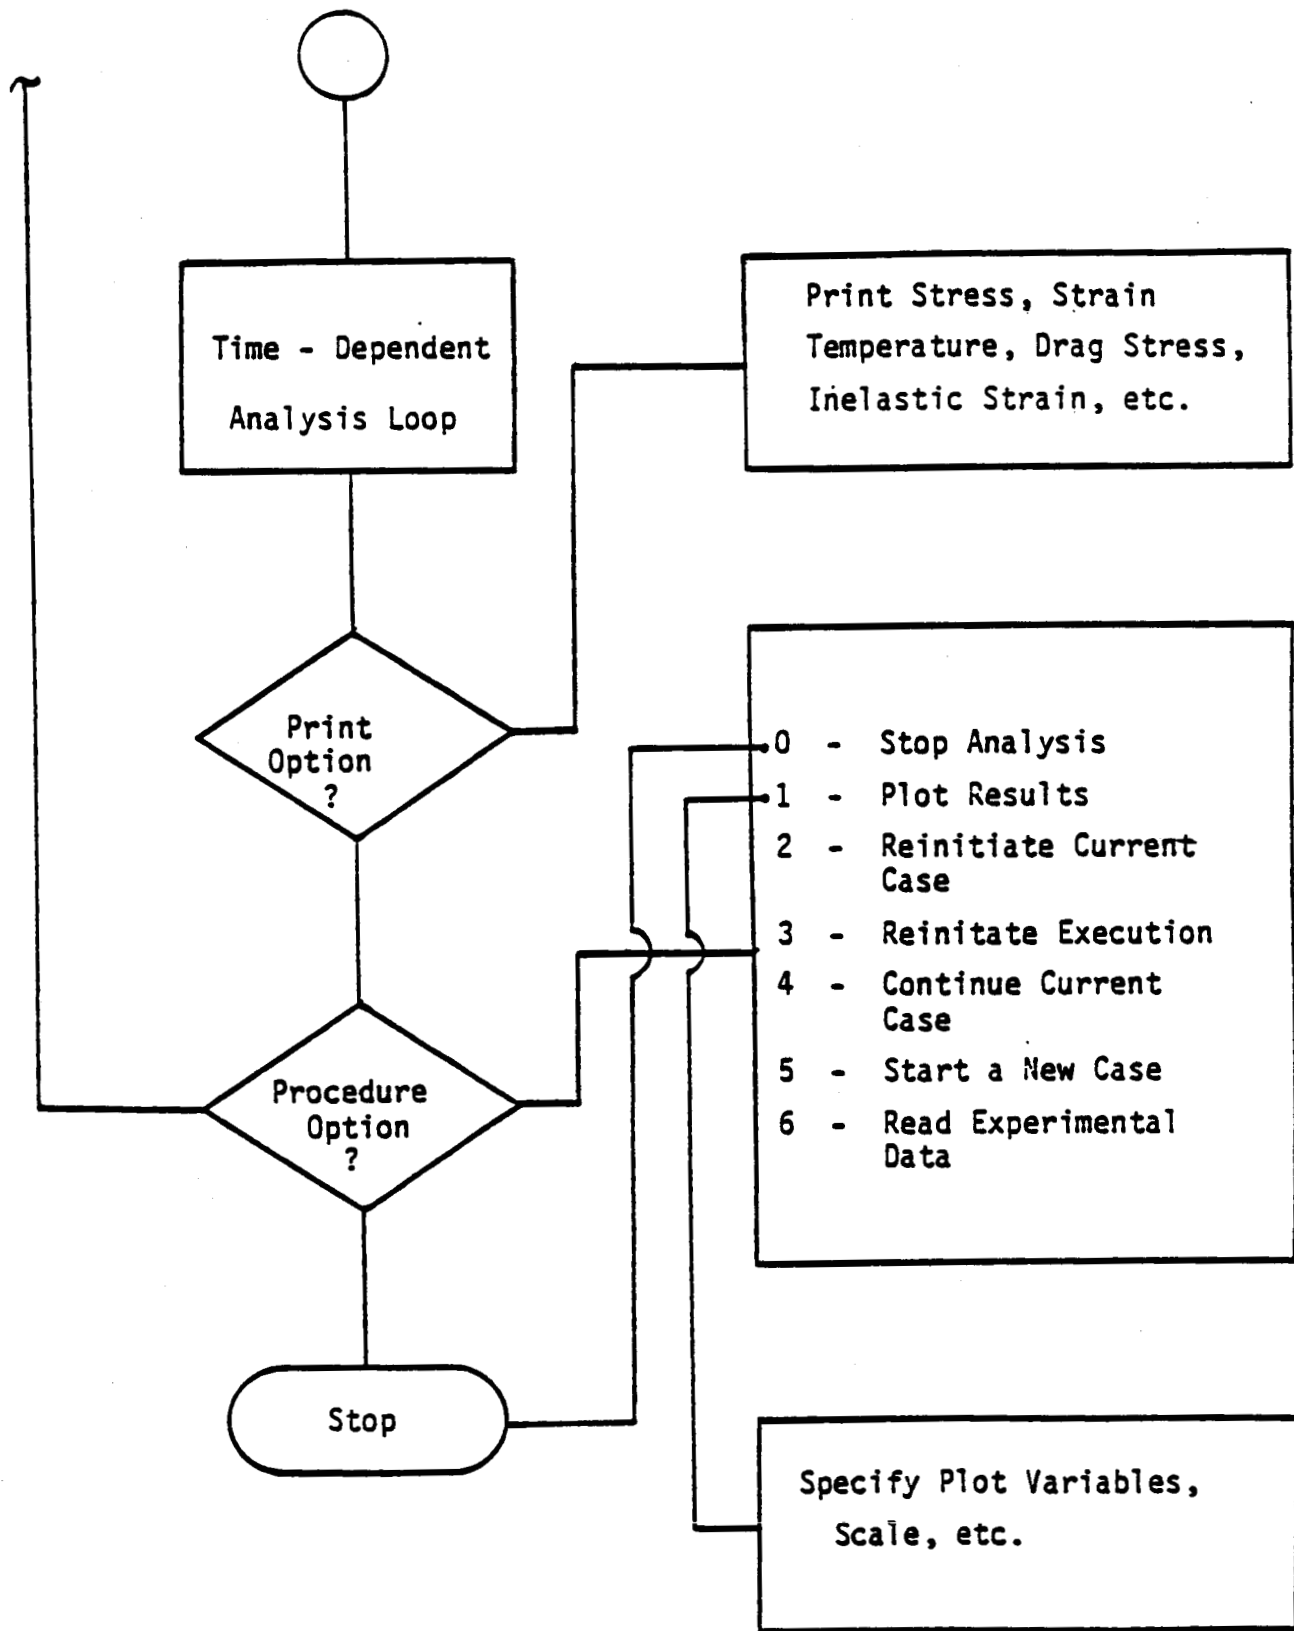 Time - Dependent
Analysis Loop
Print Stress, Strain
Temperature, Drag Stress,
Inelastic Strain, etc.
Print
Option
?
0 - Stop Analysis
1 - Plot Results
2 - Reinitiate Current
Case
3 - Reinitate Execution
4 - Continue Current
Case
5 - Start a New Case
6 - Read Experimental
Data
Procedure
Option
?
Stop
Specify Plot Variables,
Scale, etc.